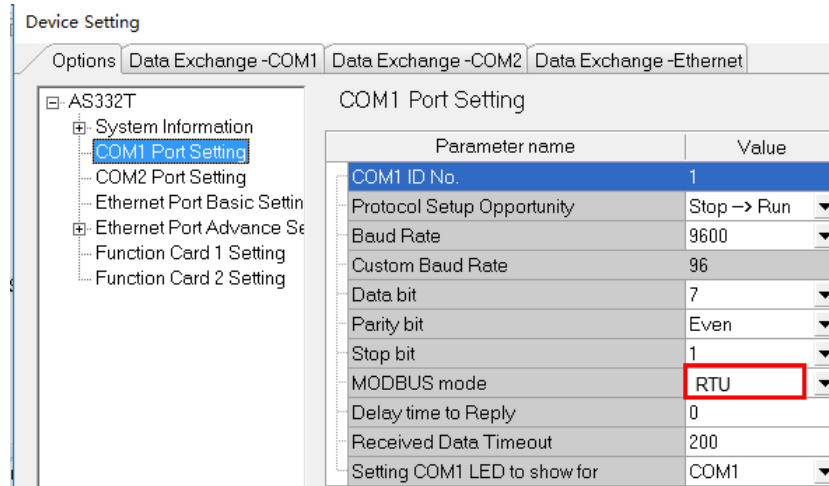 Device Setting
Options Data Exchange -COM1 Data Exchange -COM2 Data Exchange -Ethernet
AS332T
System Information
COM1 Port Setting
COM2 Port Setting
Ethernet Port Basic Settin
Ethernet Port Advance Se
Function Card 1 Setting
Function Card 2 Setting
COM1 Port Setting
Parameter name Value
COM1 ID No. 1
Protocol Setup Opportunity Stop —> Run
Baud Rate 9600
Custom Baud Rate 96
Data bit 7
Parity bit Even
Stop bit 1
MODBUS mode RTU
Delay time to Reply 0
Received Data Timeout 200
Setting COM1 LED to show for COM1